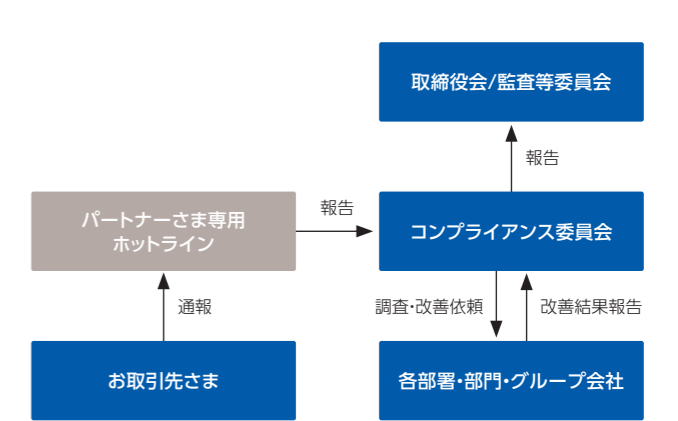 取締役会/監査等委員会
報告
パートナーさま専用
ホットライン
報告
コンプライアンス委員会
通報
調査・改善依頼
改善結果報告
お取引先さま
各部署・部門・グループ会社